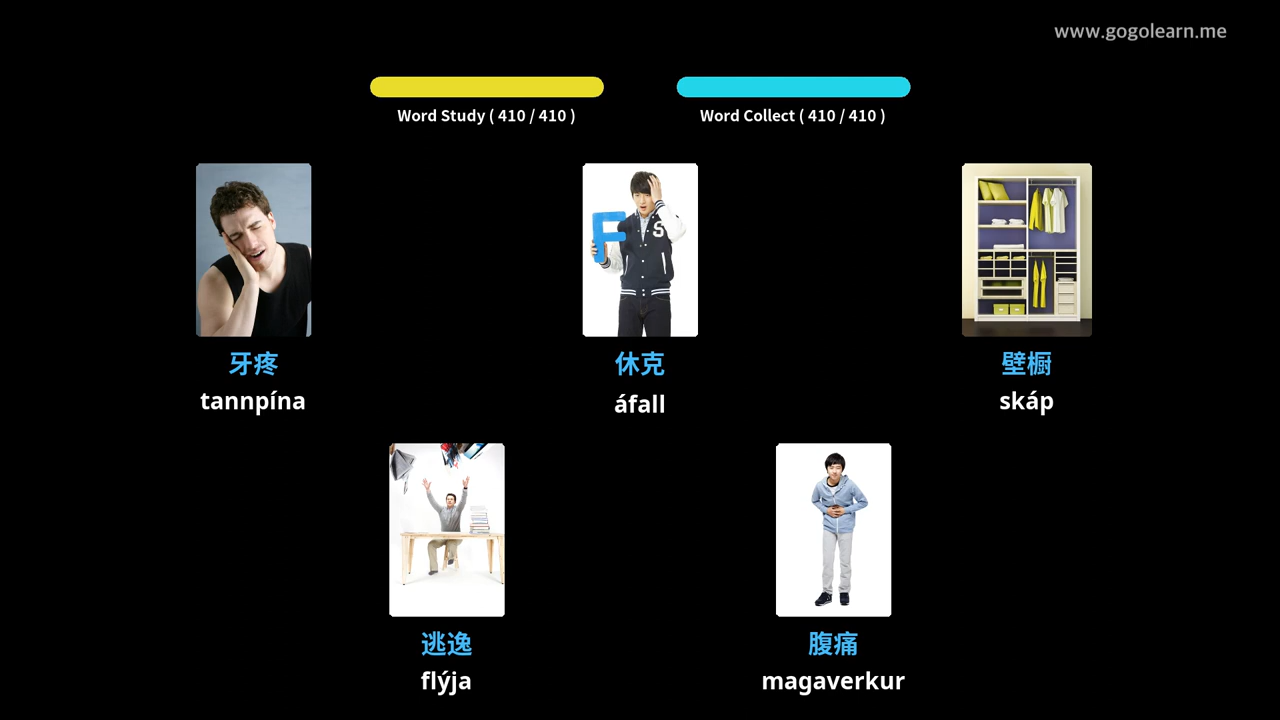 www.gogolearn.me
Word Study ( 410 / 410 )
Word Collect ( 410 / 410 )
F
S
牙疼
tannpína
休克
áfall
壁橱
skáp
逃逸
flýja
腹痛
magaverkur